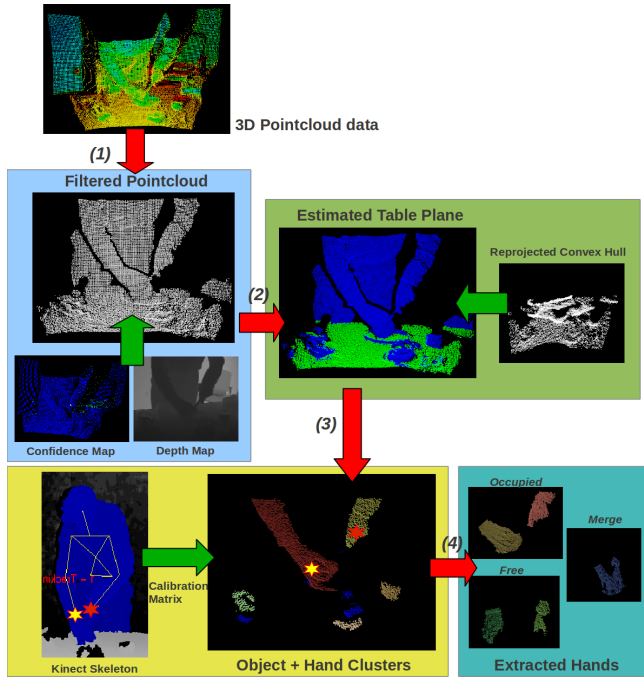 3D Pointcloud data
(1)
Filtered Pointcloud
Estimated Table Plane
Reprojected Convex Hull
(2)
Confidence Map
Depth Map
(3)
Occupied
(4)
Merge
Free
Calibration
Matrix
Kinect Skeleton
Object + Hand Clusters
Extracted Hands